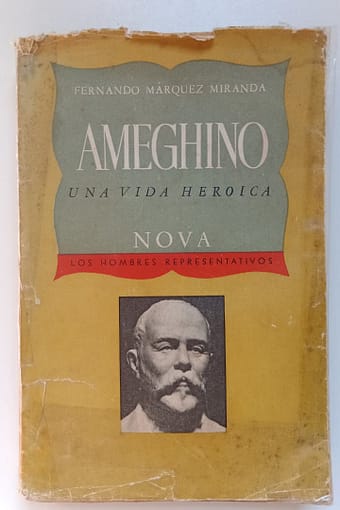 FERNANDO MÁRQUEZ MIRANDA
AMEGHINO
UNA VIDA HEROICA
NOVA
LOS HOMBRES REPRESENTATIVOS